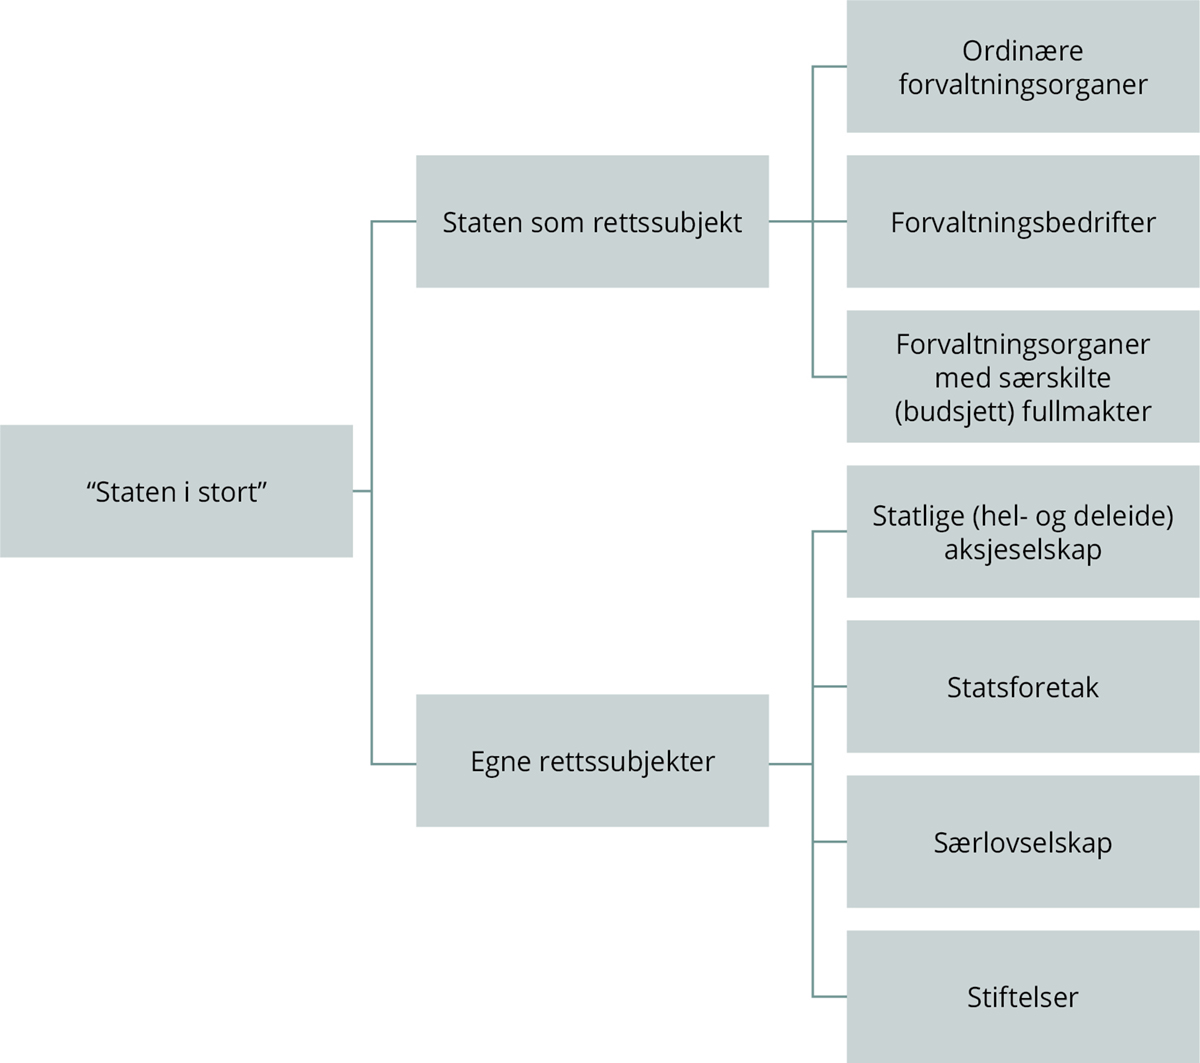 “Staten i stort”
Staten som rettssubjekt
Ordinære
forvaltningsorganer
Forvaltningsbedrifter
Forvaltningsorganer
med særskilte
(budsjett) fullmakter
Egne rettssubjekter
Statlige (hel- og deleide)
aksjeselskap
Statsforetak
Særlovselskap
Stiftelser